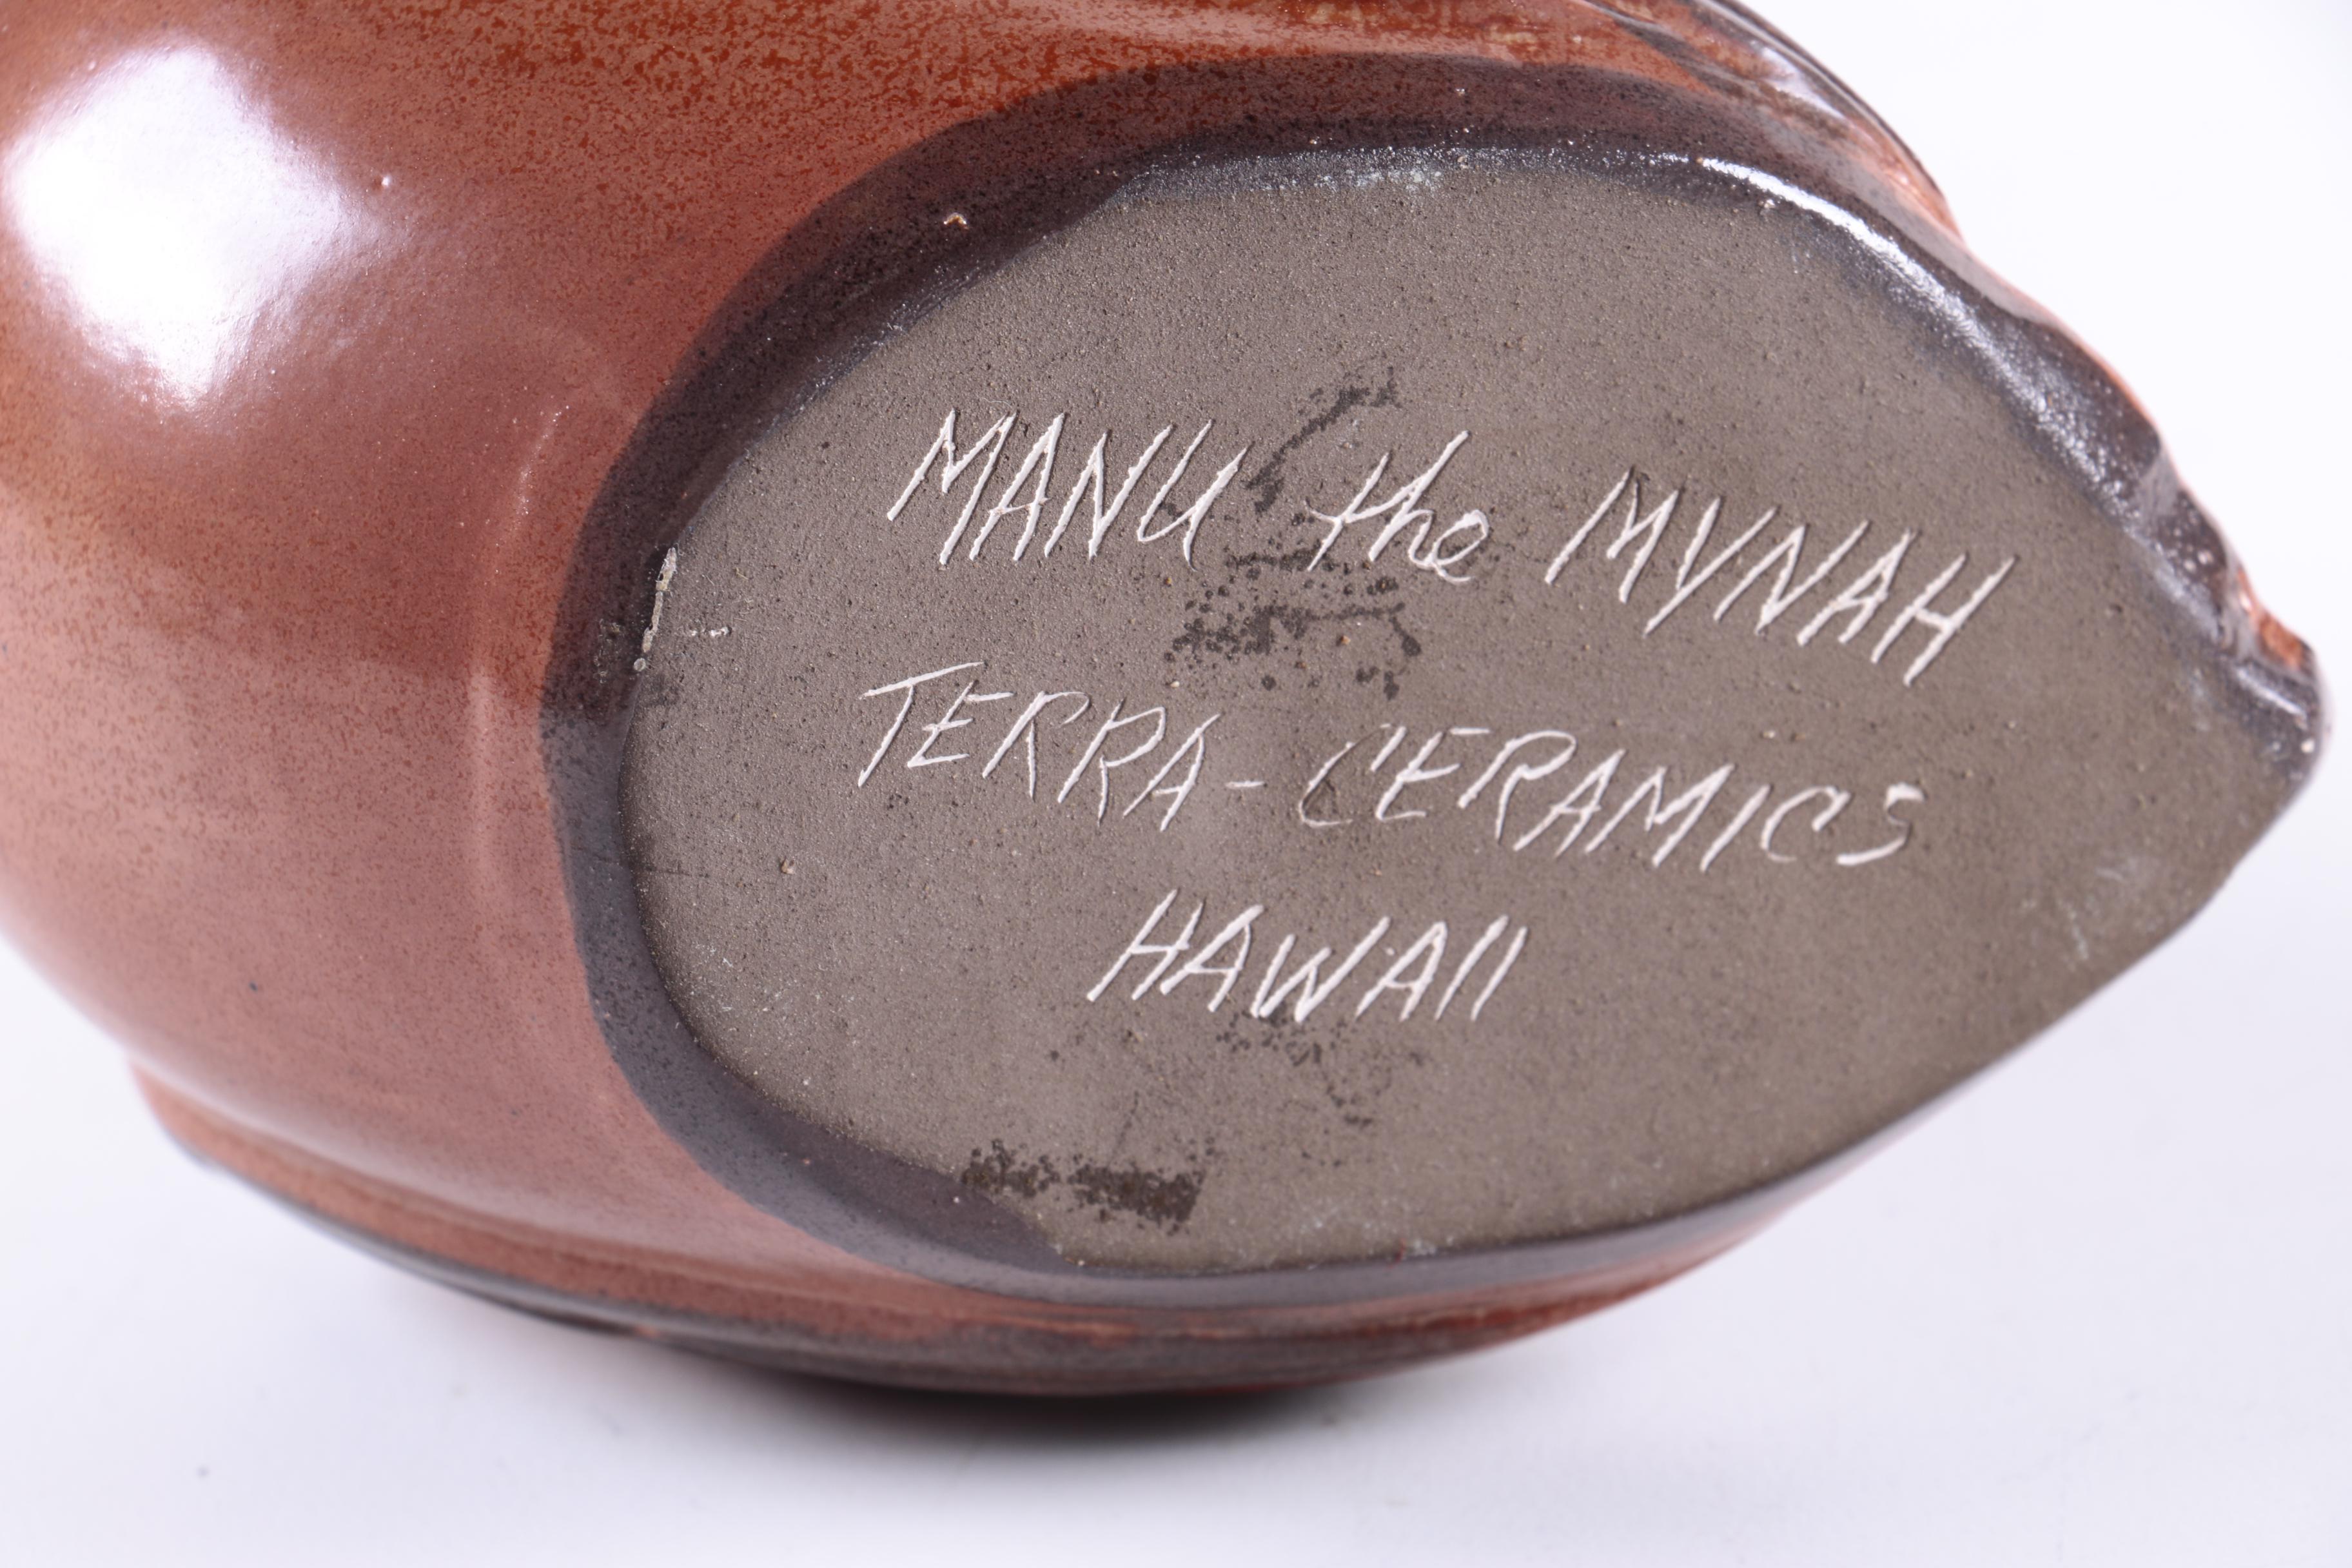 MANU the MYNAH
TERRA-CERAMICS
HAWAII